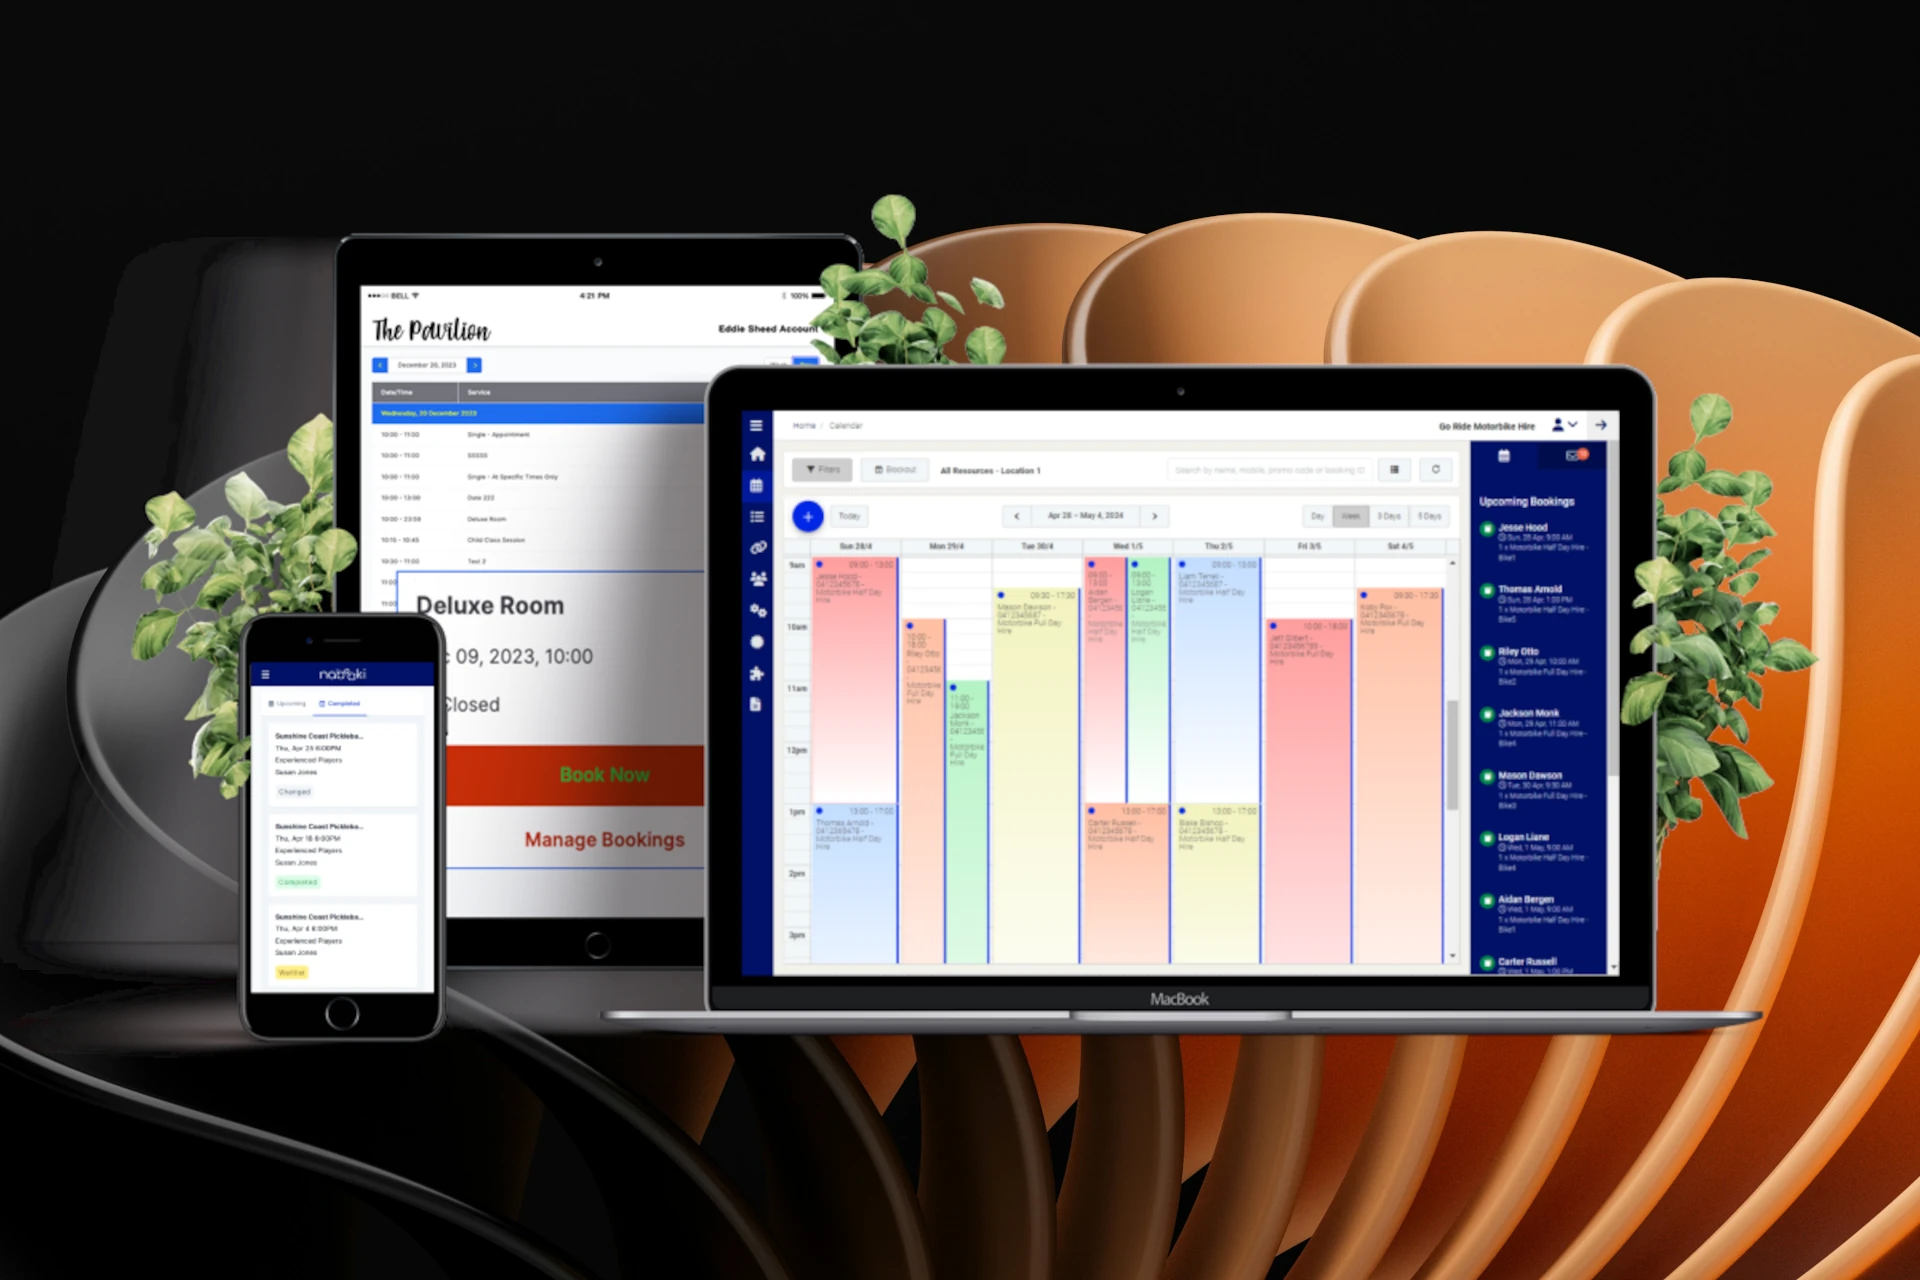 BELL
4:21 PM
100%
The Pavilion
Eddie Sheed Account
December 20, 2023
Date/Time
Service
Wednesday, 20 December 2023
10:00 - 11:00 Single - Appointment
10:00 - 11:00 SSSSS
10:00 - 11:00 Single - At Specific Times Only
10:00 - 13:00 Date 222
10:00 - 23:59 Deluxe Room
10:15 - 10:45 Child Class Session
10:30 - 11:00 Test 2
11:00
11:00
Deluxe Room
c 09, 2023, 10:00
Closed
Book Now
Manage Bookings
nabooki
Upcoming
Completed
Sunshine Coast Pickleba...
Thu, Apr 25 6:00PM
Experienced Players
Susan Jones
Changed
Sunshine Coast Pickleba...
Thu, Apr 18 6:00PM
Experienced Players
Susan Jones
Completed
Sunshine Coast Pickleba...
Thu, Apr 4 6:00PM
Experienced Players
Susan Jones
Waitlist
Home / Calendar
Go Ride Motorbike Hire
Filters
Blockout
All Resources - Location 1
Search by name, mobile, promo code or booking ID
Today
Apr 28 - May 4, 2024
Day
Week
3 Days
5 Days
Sun 28/4
Mon 29/4
Tue 30/4
Wed 1/5
Thu 2/5
Fri 3/5
Sat 4/5
9am
10am
11am
12pm
1pm
2pm
3pm
09:00 - 13:00
Jesse Hood -
0412345678 -
Motorbike Half Day
Hire
13:00 - 17:00
Thomas Arnold -
Motorbike Half Day
Hire
10:00 -
18:00
Riley Otto
-
0412345
-
Motorbike
Full Day
Hire
11:00 -
19:00
Jackson
Monk -
0412345
-
Motorbike
Full Day
Hire
09:30 - 17:30
Mason Dawson -
Motorbike Full Day
Hire
09:00 -
13:00
Aidan
Bergen -
Motorbike
Half Day
Hire
09:00 -
13:00
Logan
Liane -
Motorbike
Half Day
Hire
13:00 - 17:00
Carter Russell -
0412345678 -
Motorbike Half Day
Hire
09:00 - 13:00
Liam
Motorbike Half Day
Hire
13:00 - 17:00
Blake Bishop -
0412345678 -
Motorbike Half Day
Hire
10:00 - 18:00
Jett Gilbert -
Motorbike Full Day
Hire
09:30 - 17:30
Katy Fox -
0412345678 -
Motorbike Full Day
Hire
Upcoming Bookings
Jesse Hood
Sun, 28 Apr, 9:00 AM
1 x Motorbike Half Day Hire -
Bike1
Thomas Arnold
Sun, 28 Apr, 1:00 PM
1 x Motorbike Half Day Hire -
Bike5
Riley Otto
Mon, 29 Apr, 10:00 AM
1 x Motorbike Full Day Hire -
Bike2
Jackson Monk
Mon, 29 Apr, 11:00 AM
1 x Motorbike Full Day Hire -
Bike4
Mason Dawson
Tue, 30 Apr, 9:30 AM
1 x Motorbike Full Day Hire -
Bike3
Logan Liane
Wed, 1 May, 9:00 AM
1 x Motorbike Half Day Hire -
Bike4
Aidan Bergen
Wed, 1 May, 9:00 AM
1 x Motorbike Half Day Hire -
Bike1
Carter Russell
Wed, 1 May, 1:00 PM
MacBook